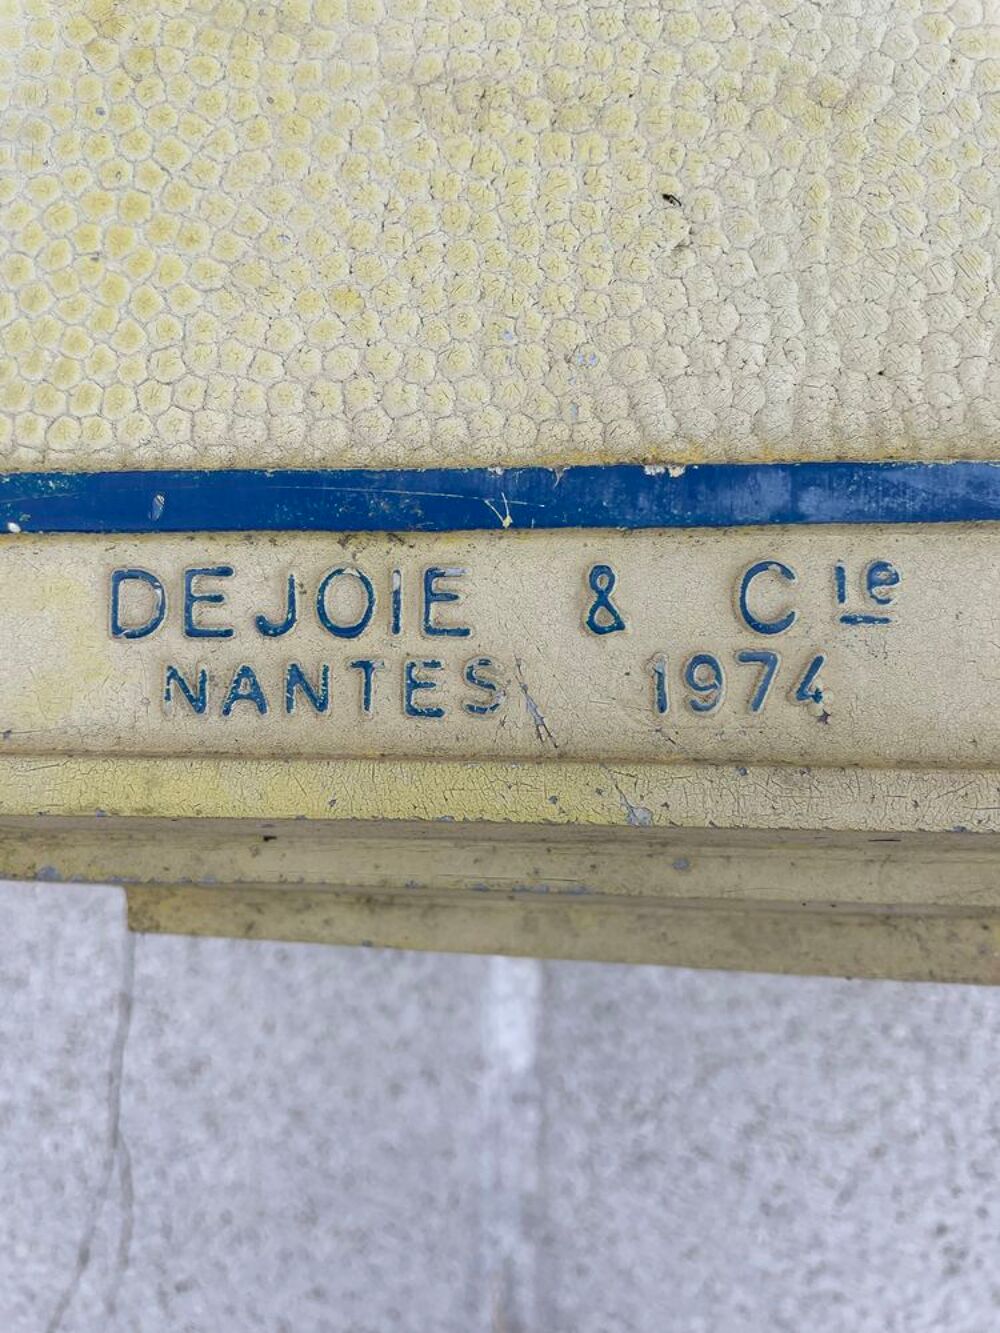 DEJOIE & Cie
NANTES 1974